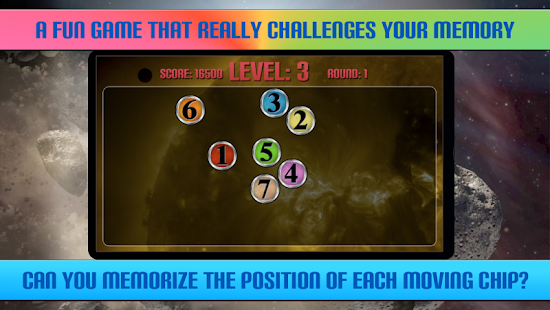 A FUN GAME THAT REALLY CHALLENGES YOUR MEMORY
SCORE: 16500 LEVEL: 3 ROUND: 1
6
3
2
1
5
4
7
CAN YOU MEMORIZE THE POSITION OF EACH MOVING CHIP?